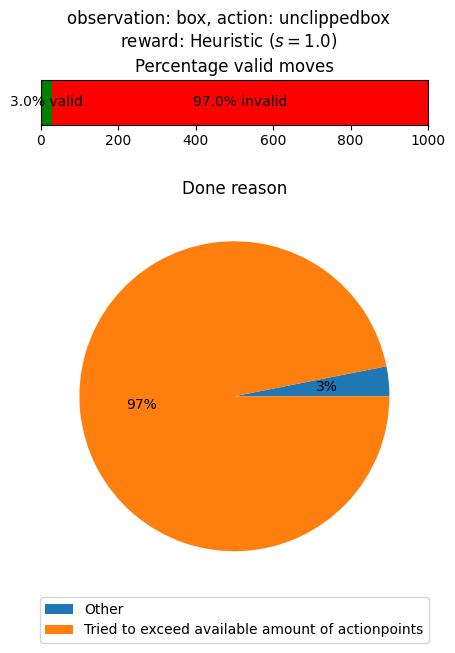 observation: box, action: unclippedbox
reward: Heuristic (s = 1.0)
Percentage valid moves
3.0% valid 97.0% invalid
0 200 400 600 800 1000
Done reason
3%
97%
Other
Tried to exceed available amount of actionpoints